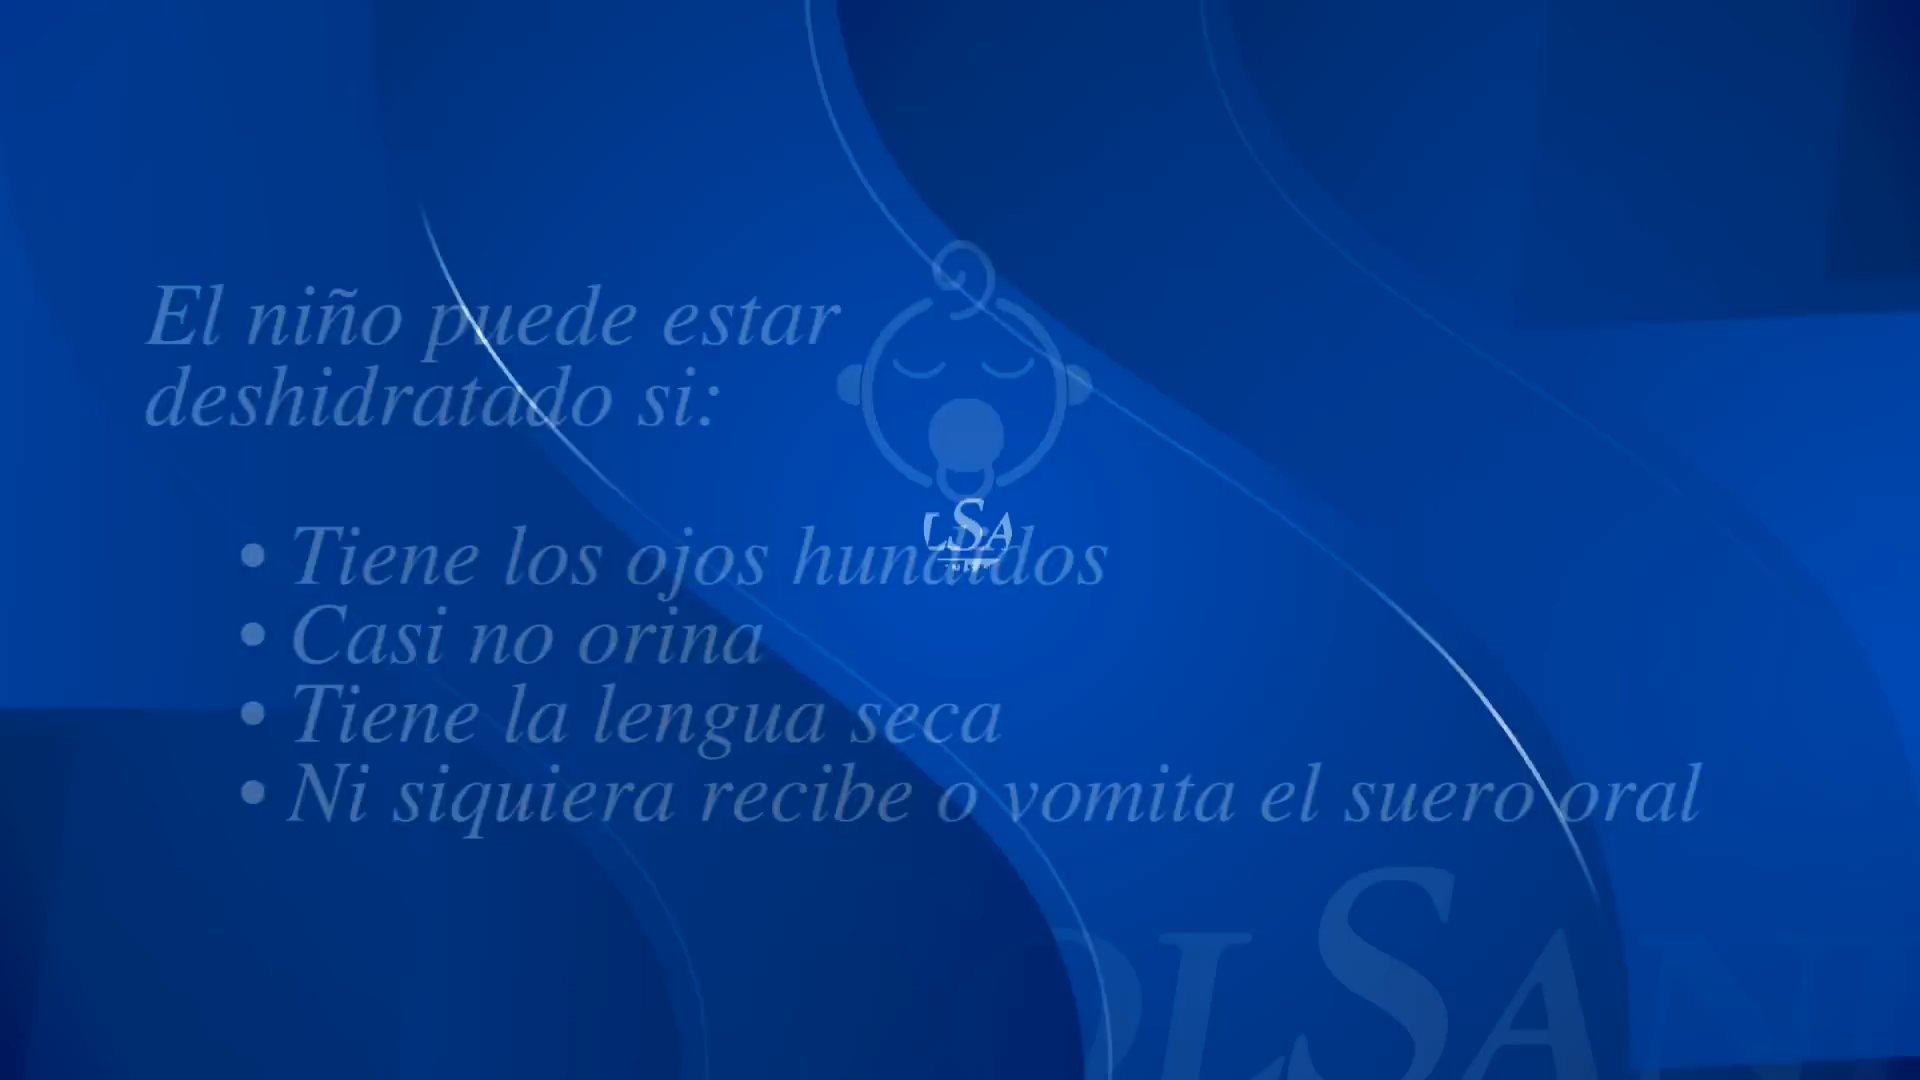 El niño puede estar
deshidratado si:
• Tiene los ojos hundidos
• Casi no orina
• Tiene la lengua seca
• Ni siquiera recibe o vomita el suero oral